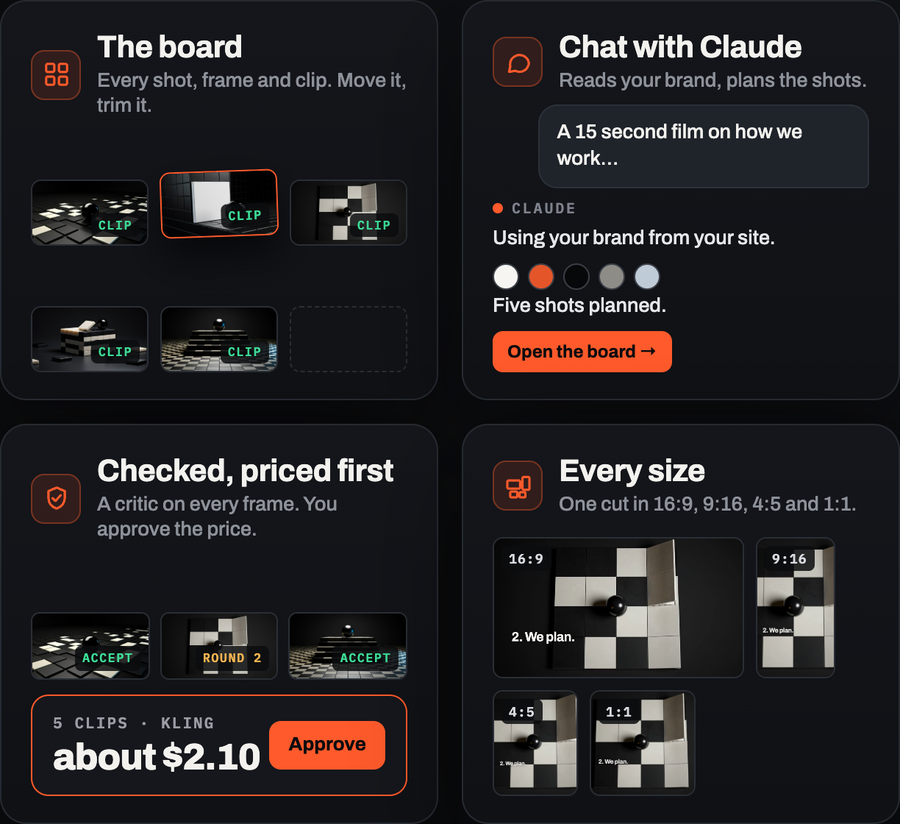 The board
Every shot, frame and clip. Move it,
trim it.
CLIP
CLIP
CLIP
CLIP
CLIP
Chat with Claude
Reads your brand, plans the shots.
A 15 second film on how we
work...
CLAUDE
Using your brand from your site.
Five shots planned.
Open the board →
Checked, priced first
A critic on every frame. You
approve the price.
ACCEPT
ROUND 2
ACCEPT
5 CLIPS · KLING
about $2.10
Approve
Every size
One cut in 16:9, 9:16, 4:5 and 1:1.
16:9
2. We plan.
9:16
2. We plan.
4:5
2. We plan.
1:1
2. We plan.